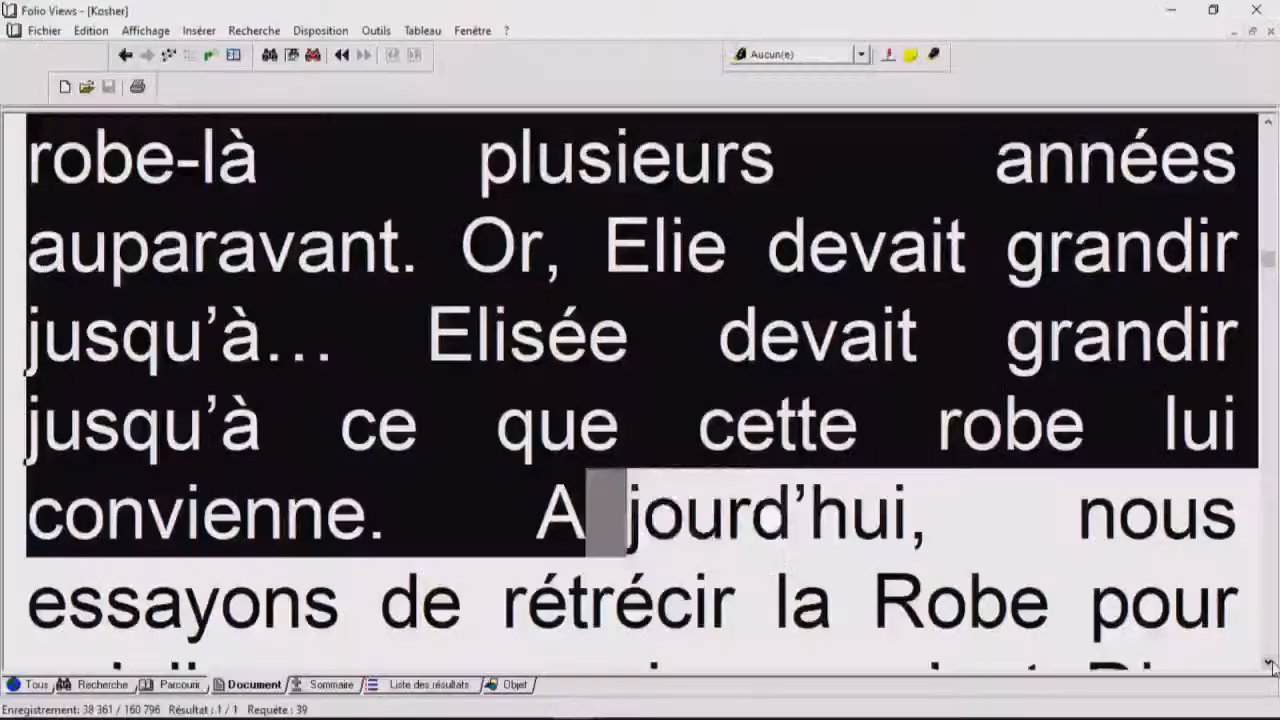 Folio Views - [Kosher]
Fichier Edition Affichage Insérer Recherche Disposition Outils Tableau Fenêtre ?
Aucun(e)
robe-là plusieurs années
auparavant. Or, Elie devait grandir
jusqu’à… Elisée devait grandir
jusqu’à ce que cette robe lui
convienne. A jourd’hui, nous
essayons de rétrécir la Robe pour
Tous Recherche Parcourir Document Sommaire Liste des résultats Objet
Enregistrement: 38 361 / 160 796 Résultat : 1 / 1 Requête : 39